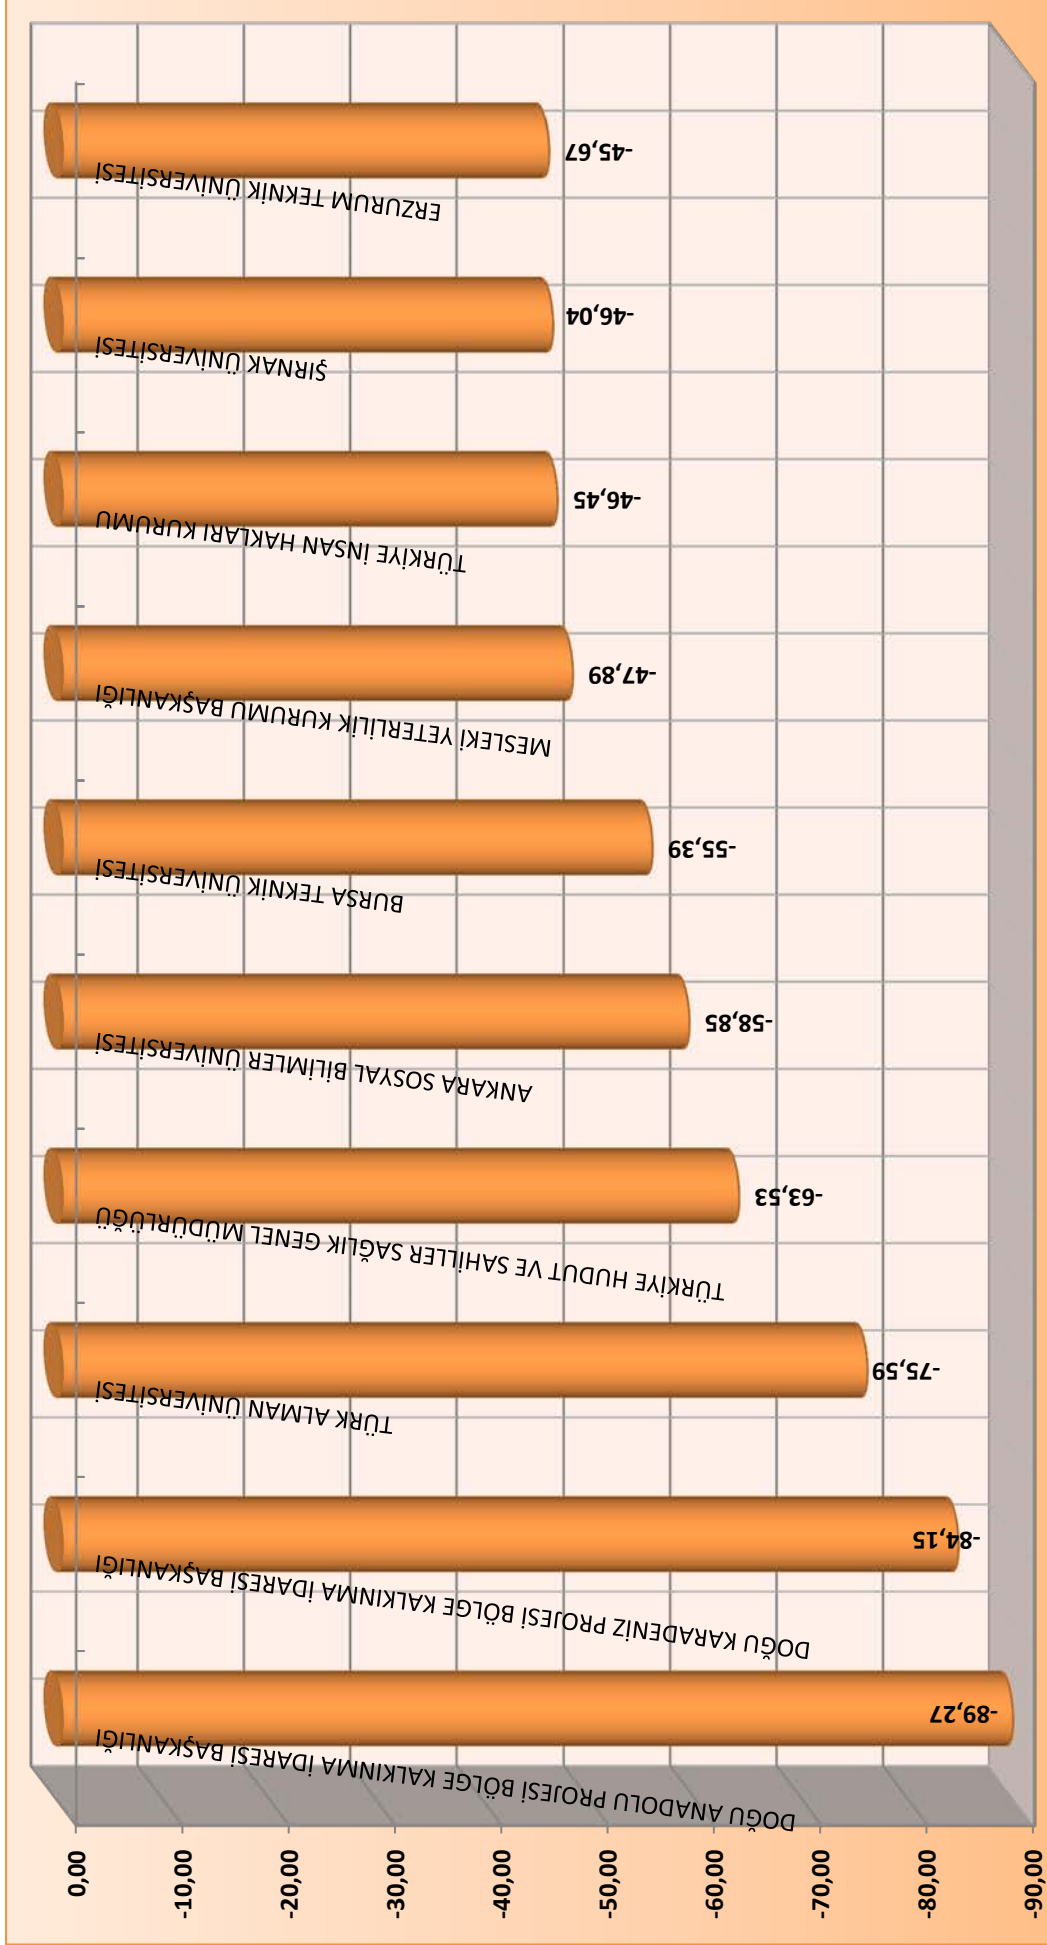 0,00
-10,00
-20,00
-30,00
-40,00
-50,00
-60,00
-70,00
-80,00
-90,00
DOĞU ANADOLU PROJESİ BÖLGE KALKINMA İDARESİ BAŞKANLIĞI
-89,27
DOĞU KARADENİZ PROJESİ BÖLGE KALKINMA İDARESİ BAŞKANLIĞI
-84,15
TÜRK ALMAN ÜNİVERSİTESİ
-75,59
TÜRKİYE HUDUT VE SAHİLLER SAĞLIK GENEL MÜDÜRLÜĞÜ
-63,53
ANKARA SOSYAL BİLİMLER ÜNİVERSİTESİ
-58,85
BURSA TEKNİK ÜNİVERSİTESİ
-55,39
MESLEKİ YETERLİLİK KURUMU BAŞKANLIĞI
-47,89
TÜRKİYE İNSAN HAKLARI KURUMU
-46,45
ŞIRNAK ÜNİVERSİTESİ
-46,04
ERZURUM TEKNİK ÜNİVERSİTESİ
-45,67